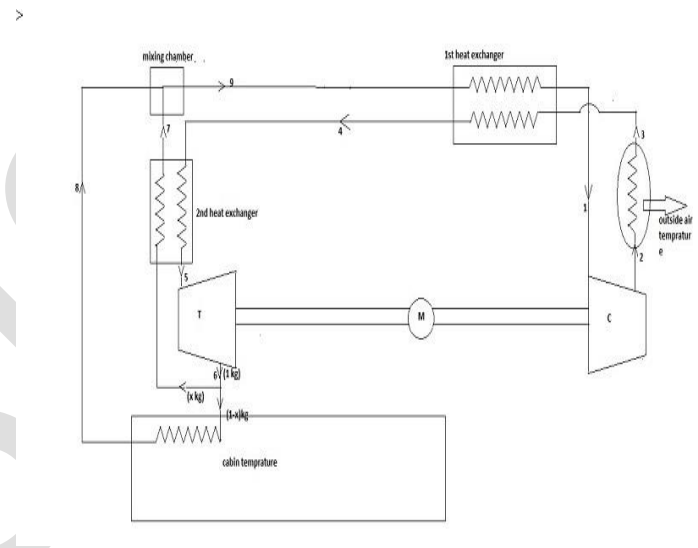 >
mixing chamber
1st heat exchanger
9
7
4
3
8
2nd heat exchanger
1
outside air
tempratur
e
2
5
T
M
C
6
(1 kg)
(x kg)
(1-x)kg
cabin temprature